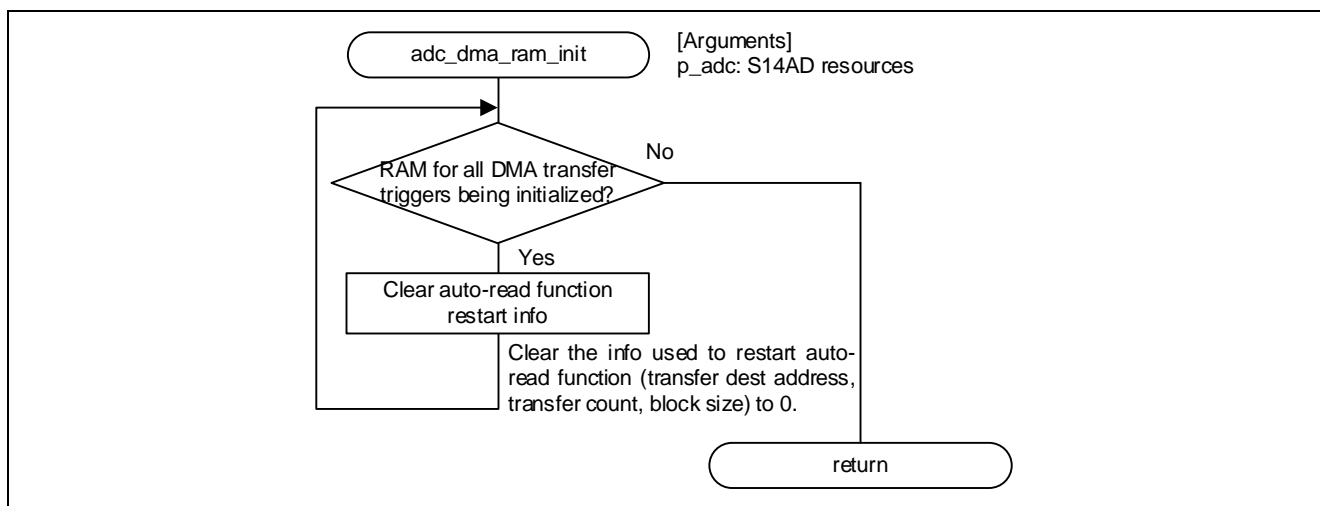 adc_dma_ram_init
[Arguments]
p_adc: S14AD resources
No
RAM for all DMA transfer
triggers being initialized?
Yes
Clear auto-read function
restart info
Clear the info used to restart auto-
read function (transfer dest address,
transfer count, block size) to 0.
return